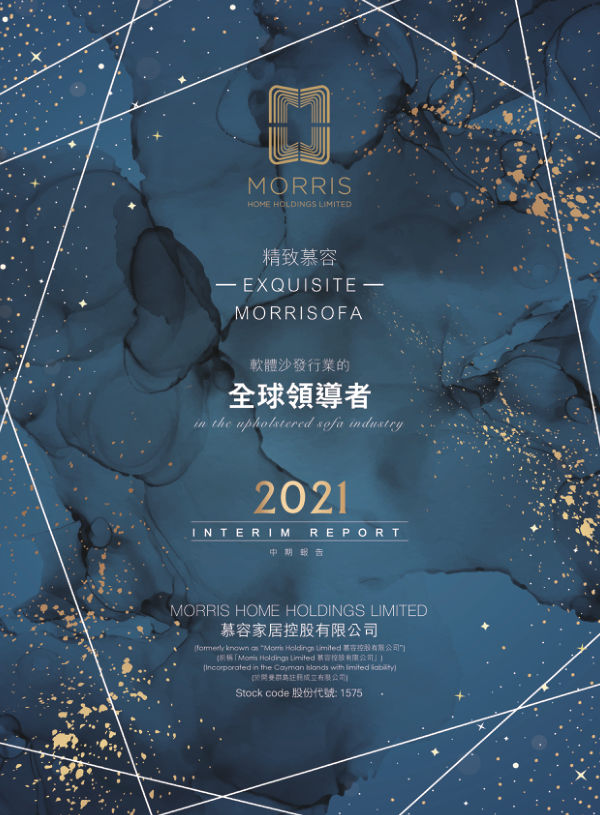 MORRIS
HOME HOLDINGS LIMITED
精致慕容
EXQUISITE
MORRISOFA
軟體沙發行業的
全球領導者
in the upholstered sofa industry
2021
INTERIM REPORT
中期報告
MORRIS HOME HOLDINGS LIMITED
慕容家居控股有限公司
(formerly known as "Morris Holdings Limited 慕容控股有限公司")
(前稱「Morris Holdings Limited 慕容控股有限公司」)
(Incorporated in the Cayman Islands with limited liability)
(於開曼群島註冊成立有限公司)
Stock code 股份代號: 1575